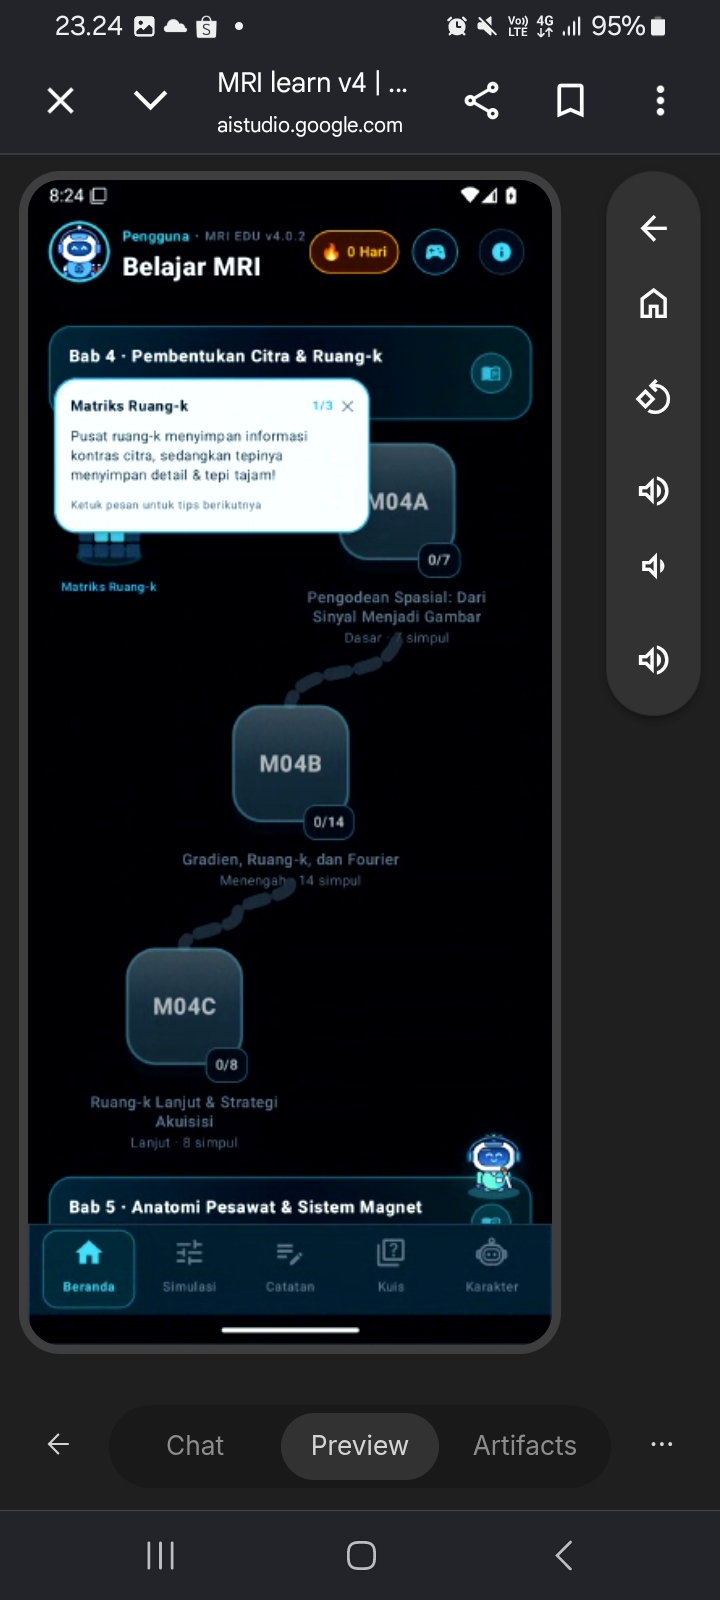 23.24
S
Vo)) LTE 4G 95%
MRI learn v4 | ...
aistudio.google.com
8:24
Pengguna · MRI EDU v4.0.2
Belajar MRI
0 Hari
Bab 4 · Pembentukan Citra & Ruang-k
Matriks Ruang-k 1/3
Pusat ruang-k menyimpan informasi
kontras citra, sedangkan tepinya
menyimpan detail & tepi tajam!
Ketuk pesan untuk tips berikutnya
Matriks Ruang-k
M04A
0/7
Pengodean Spasial: Dari
Sinyal Menjadi Gambar
Dasar · 7 simpul
M04B
0/14
Gradien, Ruang-k, dan Fourier
Menengah · 14 simpul
M04C
0/8
Ruang-k Lanjut & Strategi
Akuisisi
Lanjut · 8 simpul
Bab 5 · Anatomi Pesawat & Sistem Magnet
Beranda
Simulasi
Catatan
Kuis
Karakter
Chat
Preview
Artifacts